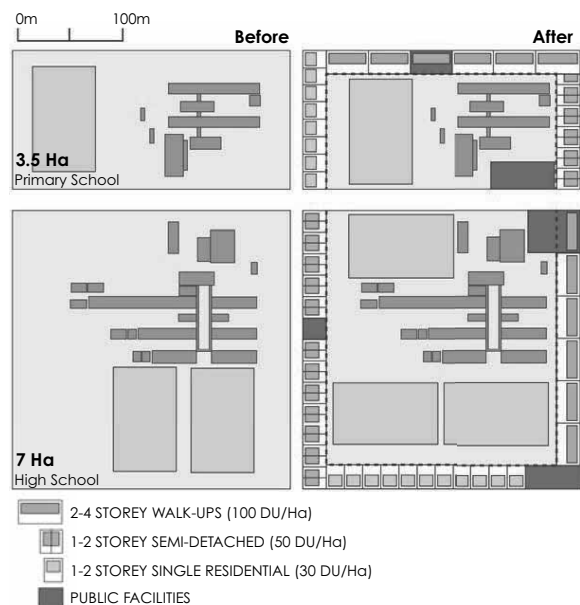 0m 100m
Before After
3.5 Ha
Primary School
7 Ha
High School
2-4 STOREY WALK-UPS (100 DU/Ha)
1-2 STOREY SEMI-DETACHED (50 DU/Ha)
1-2 STOREY SINGLE RESIDENTIAL (30 DU/Ha)
PUBLIC FACILITIES